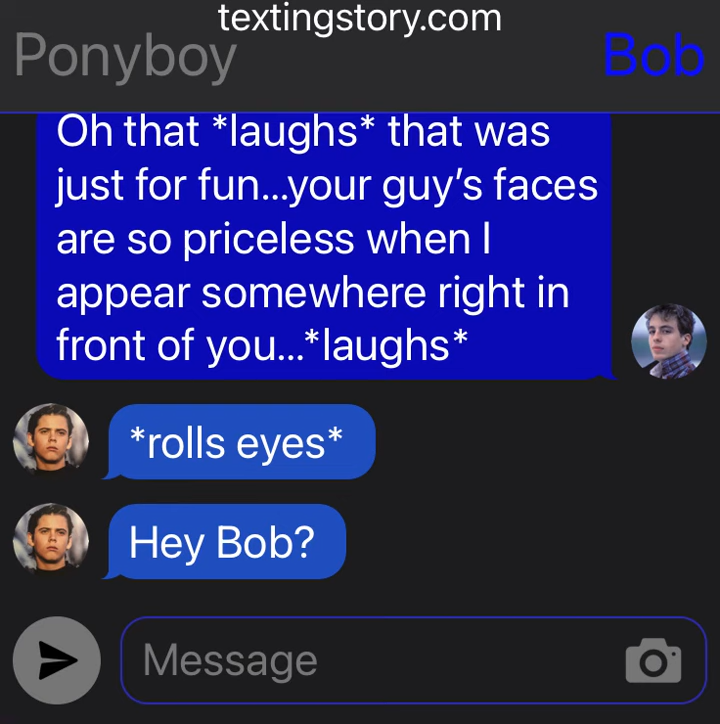 textingstory.com
Ponyboy
Bob
Oh that *laughs* that was
just for fun...your guy's faces
are so priceless when I
appear somewhere right in
front of you...*laughs*
*rolls eyes*
Hey Bob?
Message